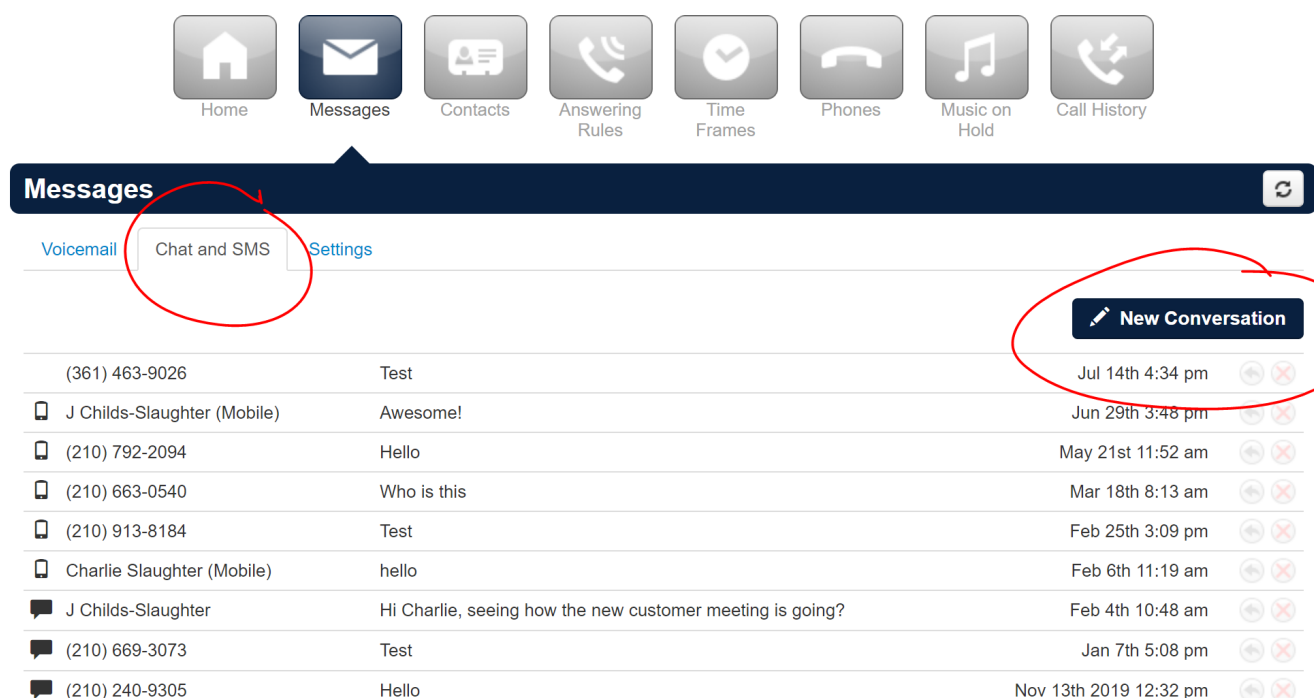 Home
Messages
Contacts
Answering
Rules
Time
Frames
Phones
Music on
Hold
Call History
Messages
Voicemail
Chat and SMS
Settings
New Conversation
(361) 463-9026 Test Jul 14th 4:34 pm
J Childs-Slaughter (Mobile) Awesome! Jun 29th 3:48 pm
(210) 792-2094 Hello May 21st 11:52 am
(210) 663-0540 Who is this Mar 18th 8:13 am
(210) 913-8184 Test Feb 25th 3:09 pm
Charlie Slaughter (Mobile) hello Feb 6th 11:19 am
J Childs-Slaughter Hi Charlie, seeing how the new customer meeting is going? Feb 4th 10:48 am
(210) 669-3073 Test Jan 7th 5:08 pm
(210) 240-9305 Hello Nov 13th 2019 12:32 pm